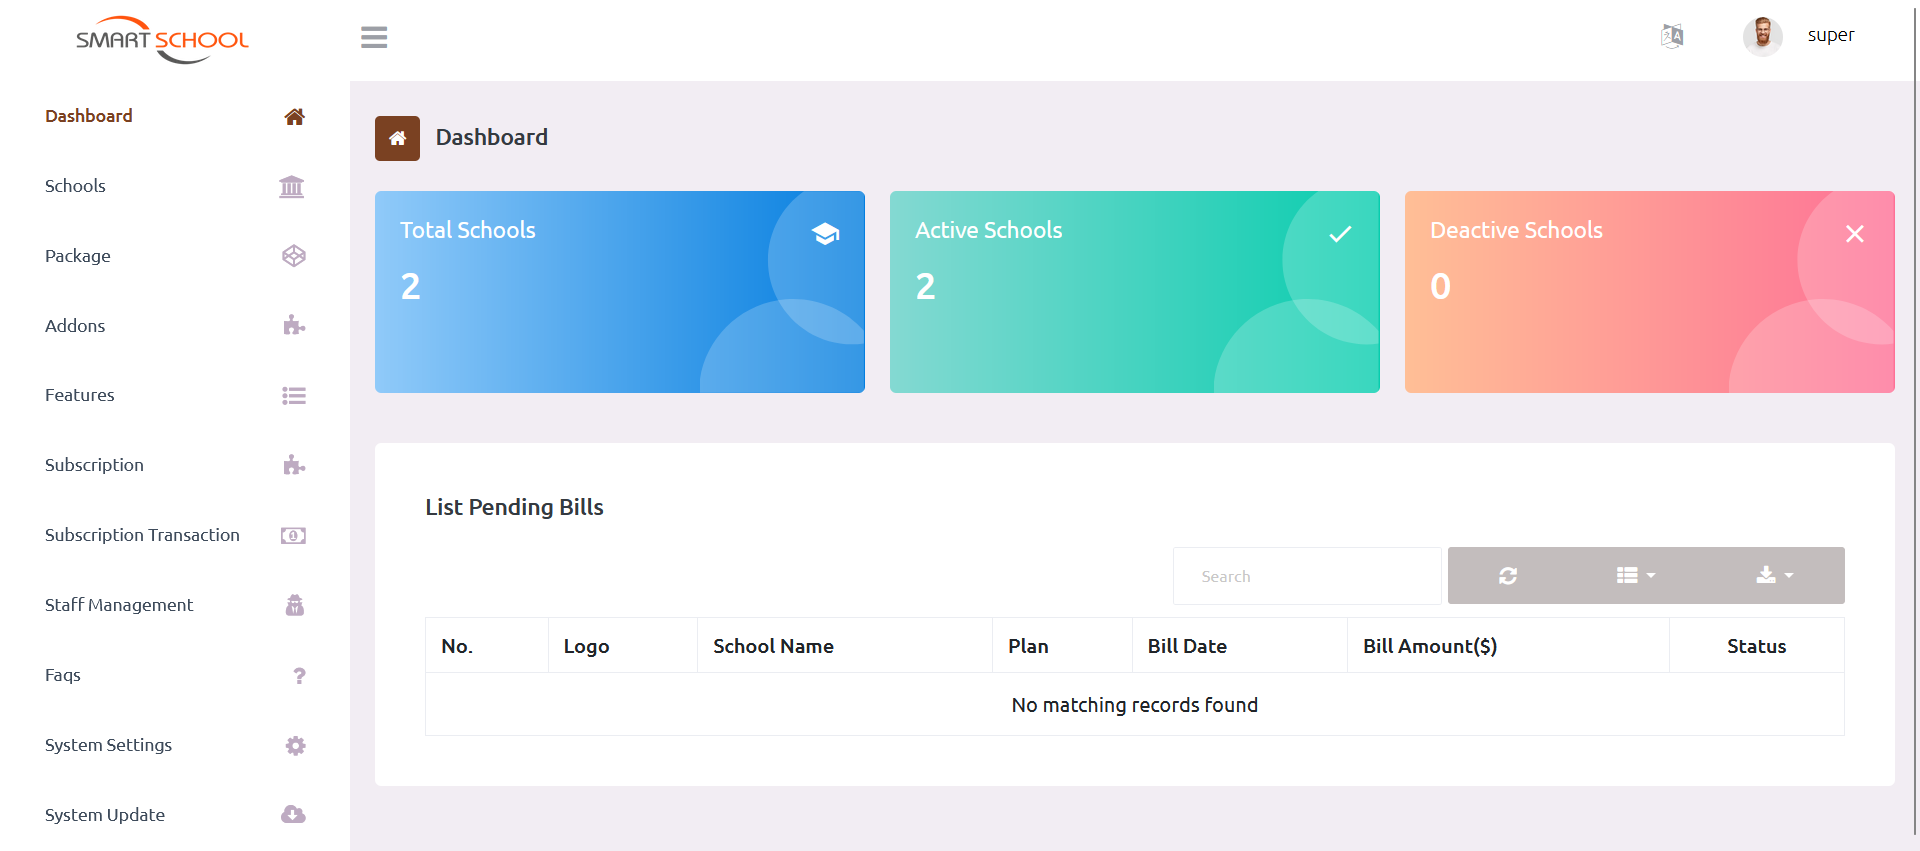 SMART SCHOOL
super
Dashboard
Schools
Package
Addons
Features
Subscription
Subscription Transaction
Staff Management
Faqs
System Settings
System Update
Dashboard
Total Schools
2
Active Schools
2
Deactive Schools
0
List Pending Bills
Search
No. Logo School Name Plan Bill Date Bill Amount($) Status
No matching records found